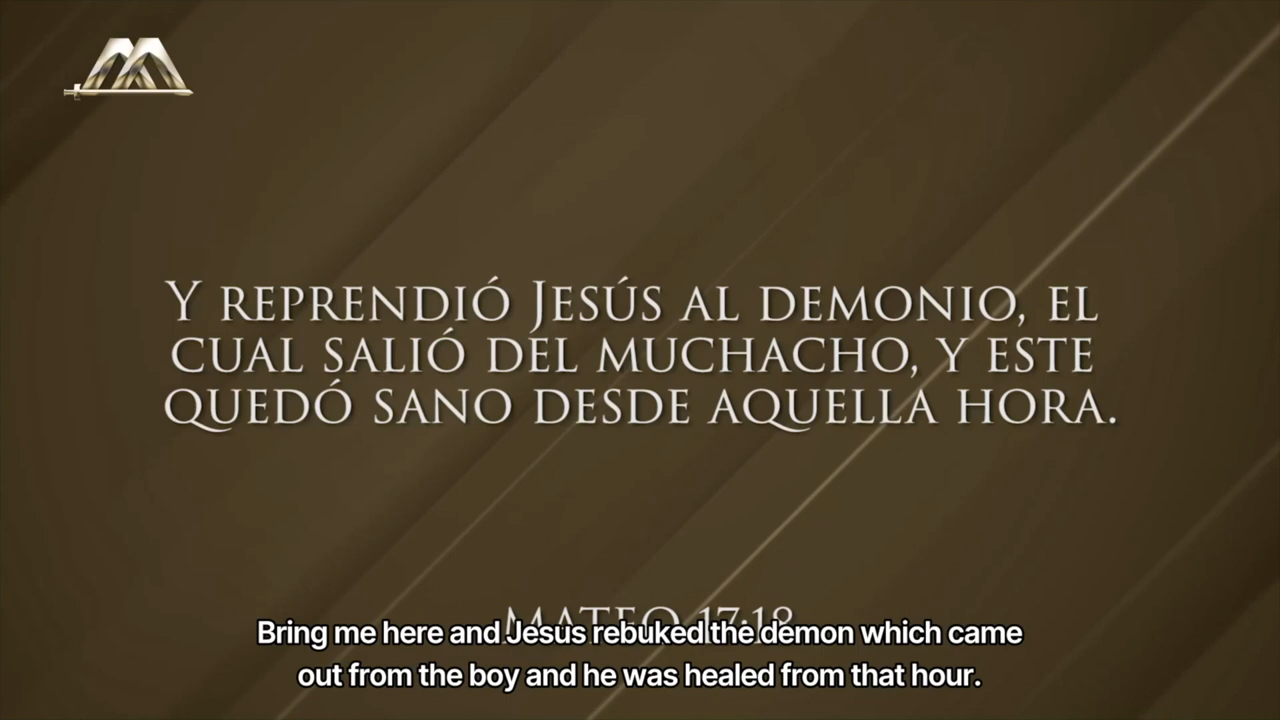 Y REPRENDIÓ JESÚS AL DEMONIO, EL
CUAL SALIÓ DEL MUCHACHO, Y ESTE
QUEDÓ SANO DESDE AQUELLA HORA.
MATEO 17:18
Bring me here and Jesus rebuked the demon which came
out from the boy and he was healed from that hour.